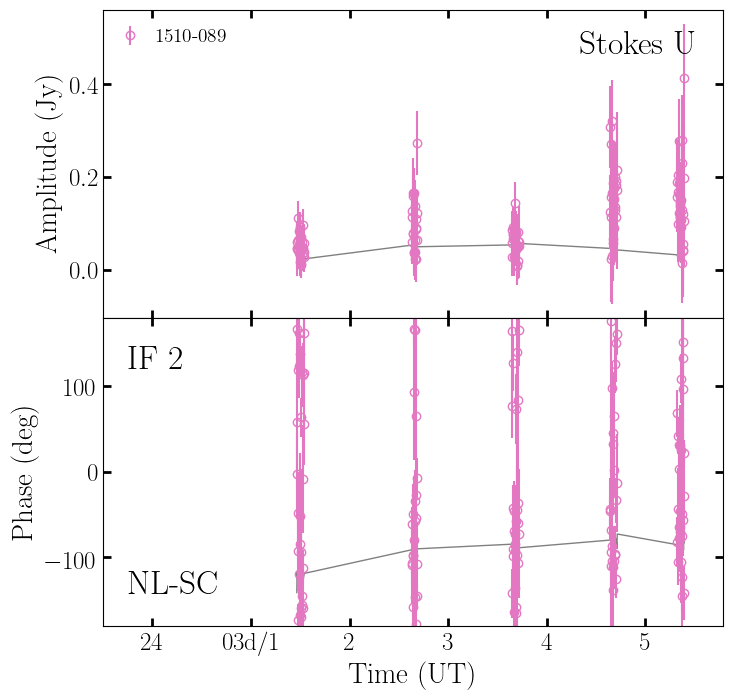 1510-089
Stokes U
Amplitude (Jy)
0.4
0.2
0.0
IF 2
Phase (deg)
100
0
−100
NL-SC
24 03d/1 2 3 4 5
Time (UT)